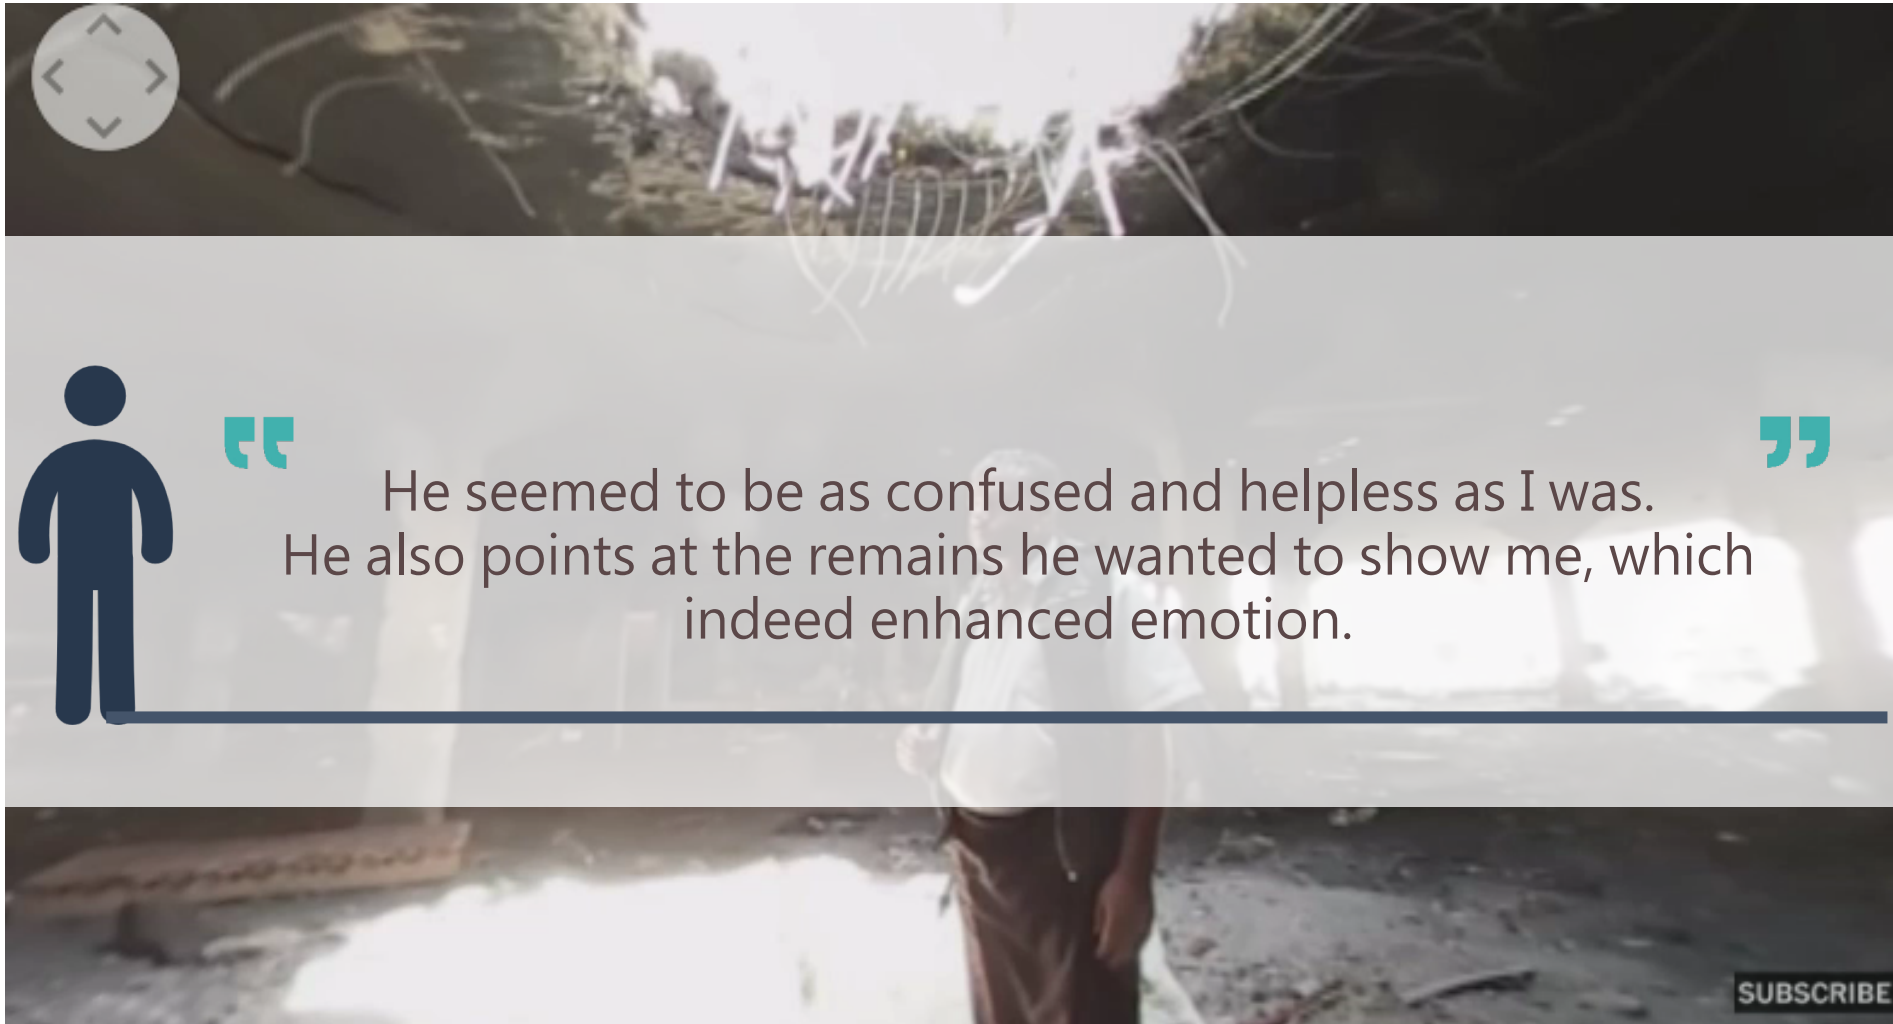 He seemed to be as confused and helpless as I was.
He also points at the remains he wanted to show me, which
indeed enhanced emotion.
SUBSCRIBE